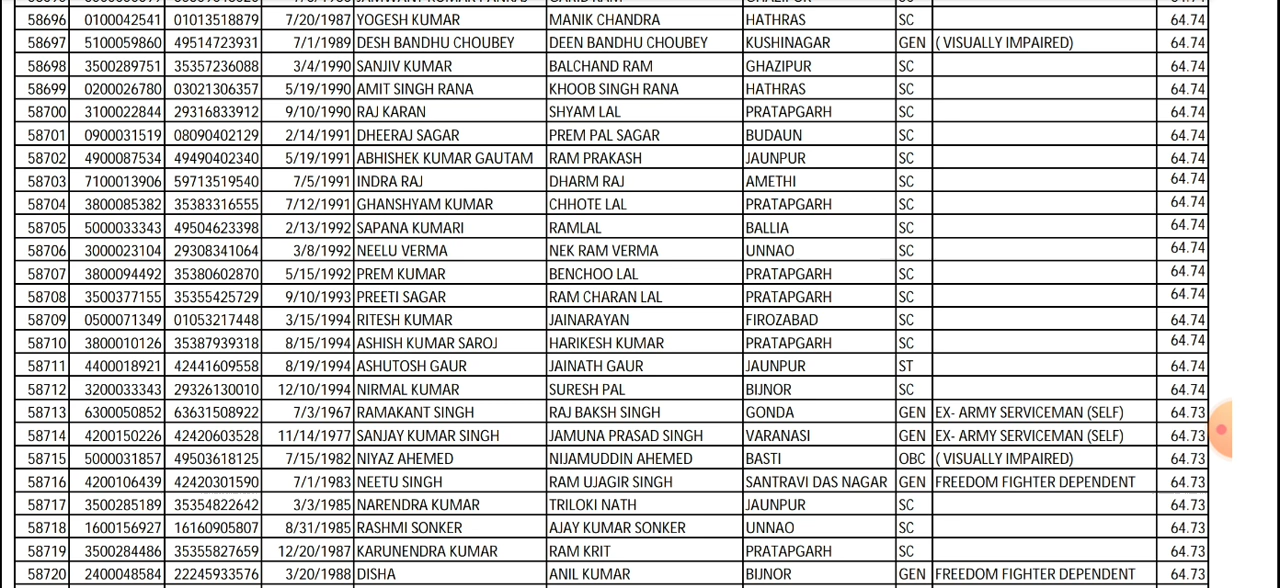 58696 0100042541 01013518879 7/20/1987 YOGESH KUMAR MANIK CHANDRA HATHRAS SC 64.74
58697 5100059860 49514723931 7/1/1989 DESH BANDHU CHOUBEY DEEN BANDHU CHOUBEY KUSHINAGAR GEN ( VISUALLY IMPAIRED) 64.74
58698 3500289751 35357236088 3/4/1990 SANJIV KUMAR BALCHAND RAM GHAZIPUR SC 64.74
58699 0200026780 03021306357 5/19/1990 AMIT SINGH RANA KHOOB SINGH RANA HATHRAS SC 64.74
58700 3100022844 29316833912 9/10/1990 RAJ KARAN SHYAM LAL PRATAPGARH SC 64.74
58701 0900031519 08090402129 2/14/1991 DHEERAJ SAGAR PREM PAL SAGAR BUDAUN SC 64.74
58702 4900087534 49490402340 5/19/1991 ABHISHEK KUMAR GAUTAM RAM PRAKASH JAUNPUR SC 64.74
58703 7100013906 59713519540 7/5/1991 INDRA RAJ DHARM RAJ AMETHI SC 64.74
58704 3800085382 35383316555 7/12/1991 GHANSHYAM KUMAR CHHOTE LAL PRATAPGARH SC 64.74
58705 5000033343 49504623398 2/13/1992 SAPANA KUMARI RAMLAL BALLIA SC 64.74
58706 3000023104 29308341064 3/8/1992 NEELU VERMA NEK RAM VERMA UNNAO SC 64.74
58707 3800094492 35380602870 5/15/1992 PREM KUMAR BENCHOO LAL PRATAPGARH SC 64.74
58708 3500377155 35355425729 9/10/1993 PREETI SAGAR RAM CHARAN LAL PRATAPGARH SC 64.74
58709 0500071349 01053217448 3/15/1994 RITESH KUMAR JAINARAYAN FIROZABAD SC 64.74
58710 3800010126 35387939318 8/15/1994 ASHISH KUMAR SAROJ HARIKESH KUMAR PRATAPGARH SC 64.74
58711 4400018921 42441609558 8/19/1994 ASHUTOSH GAUR JAINATH GAUR JAUNPUR ST 64.74
58712 3200033343 29326130010 12/10/1994 NIRMAL KUMAR SURESH PAL BIJNOR SC 64.74
58713 6300050852 63631508922 7/3/1967 RAMAKANT SINGH RAJ BAKSH SINGH GONDA GEN EX- ARMY SERVICEMAN (SELF) 64.73
58714 4200150226 42420603528 11/14/1977 SANJAY KUMAR SINGH JAMUNA PRASAD SINGH VARANASI GEN EX- ARMY SERVICEMAN (SELF) 64.73
58715 5000031857 49503618125 7/15/1982 NIYAZ AHEMED NIJAMUDDIN AHEMED BASTI OBC ( VISUALLY IMPAIRED) 64.73
58716 4200106439 42420301590 7/1/1983 NEETU SINGH RAM UJAGIR SINGH SANTRAVI DAS NAGAR GEN FREEDOM FIGHTER DEPENDENT 64.73
58717 3500285189 35354822642 3/3/1985 NARENDRA KUMAR TRILOKI NATH JAUNPUR SC 64.73
58718 1600156927 16160905807 8/31/1985 RASHMI SONKER AJAY KUMAR SONKER UNNAO SC 64.73
58719 3500284486 35355827659 12/20/1987 KARUNENDRA KUMAR RAM KRIT PRATAPGARH SC 64.73
58720 2400048584 22245933576 3/20/1988 DISHA ANIL KUMAR BIJNOR GEN FREEDOM FIGHTER DEPENDENT 64.73